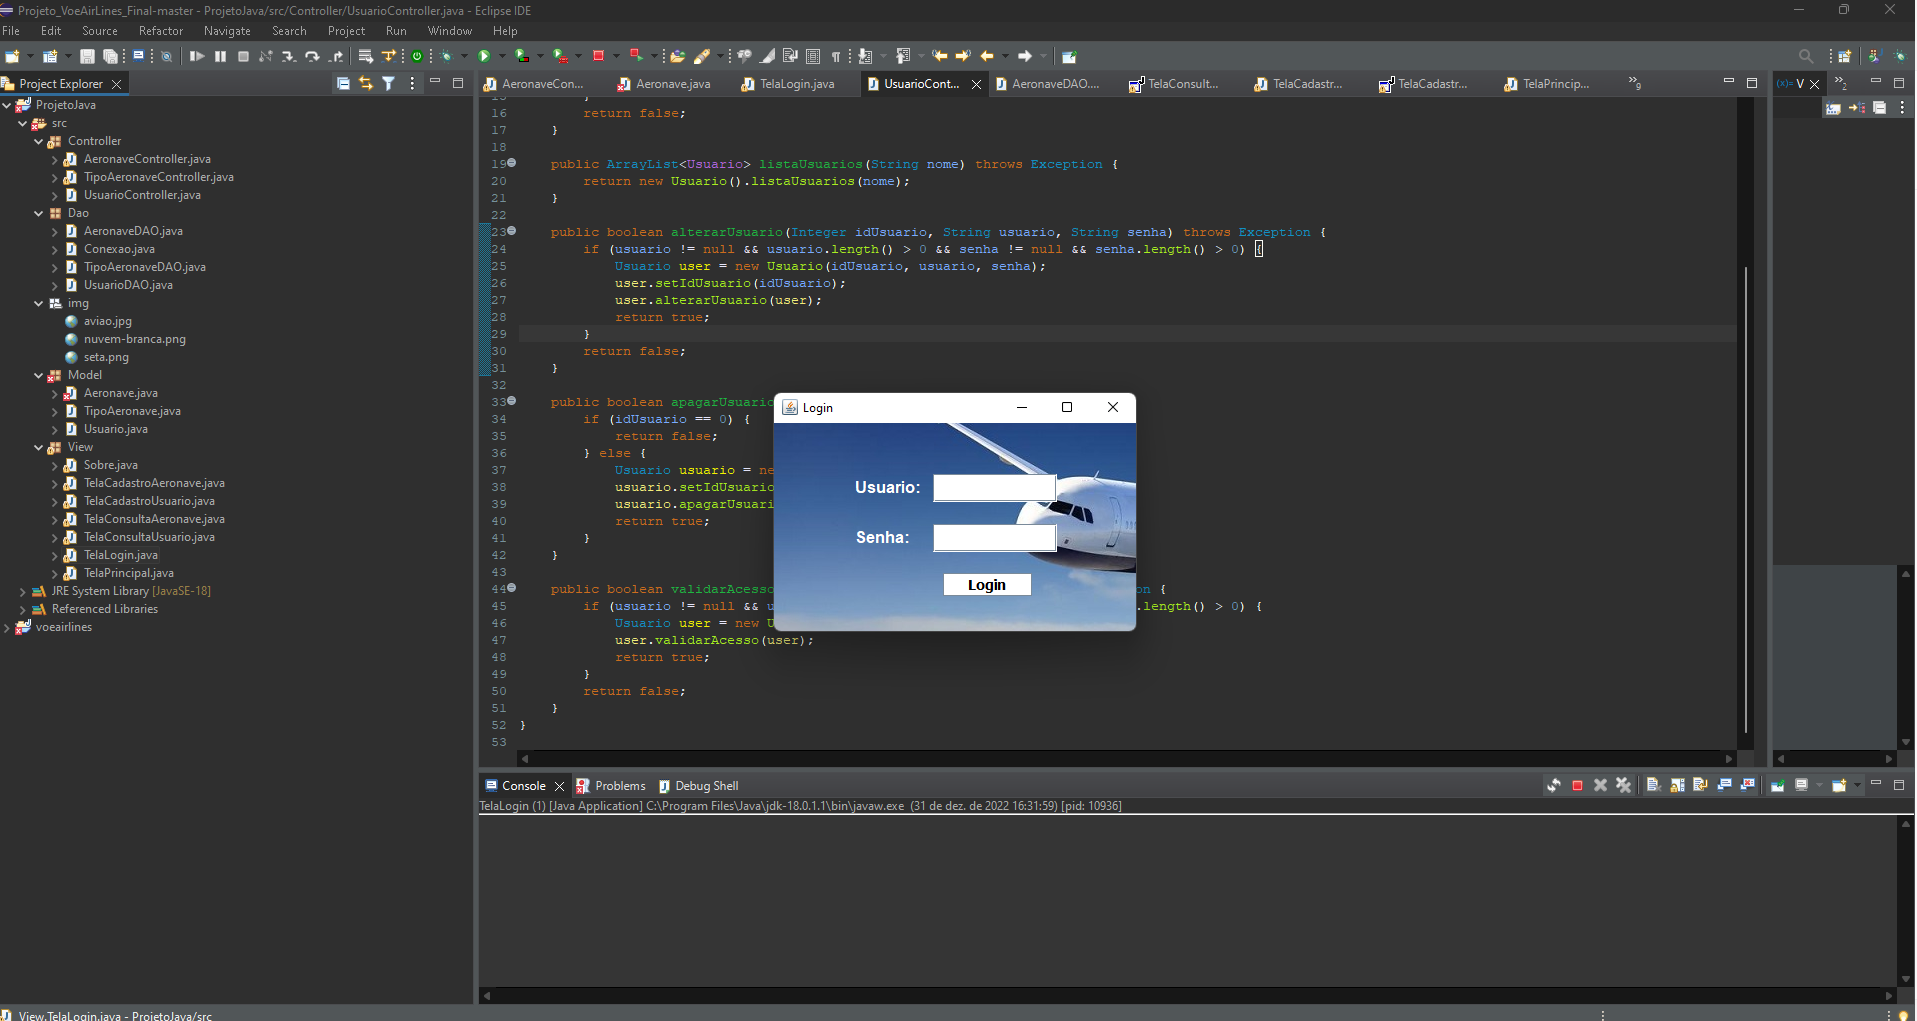 Projeto_VoeAirLines_Final-master - ProjetoJava/src/Controller/UsuarioController.java - Eclipse IDE
File Edit Source Refactor Navigate Search Project Run Window Help
Project Explorer
AeronaveCon... Aeronave.java TelaLogin.java UsuarioCont... AeronaveDAO.... TelaConsult... TelaCadastr... TelaCadastr... TelaPrincip... »9
(x)= V »2
ProjetoJava
src
Controller
AeronaveController.java
TipoAeronaveController.java
UsuarioController.java
Dao
AeronaveDAO.java
Conexao.java
TipoAeronaveDAO.java
UsuarioDAO.java
img
aviao.jpg
nuvem-branca.png
seta.png
Model
Aeronave.java
TipoAeronave.java
Usuario.java
View
Sobre.java
TelaCadastroAeronave.java
TelaCadastroUsuario.java
TelaConsultaAeronave.java
TelaConsultaUsuario.java
TelaLogin.java
TelaPrincipal.java
JRE System Library [JavaSE-18]
Referenced Libraries
voeairlines
15 }
16 return false;
17 }
18
19 public ArrayList<Usuario> listaUsuarios(String nome) throws Exception {
20 return new Usuario().listaUsuarios(nome);
21 }
22
23 public boolean alterarUsuario(Integer idUsuario, String usuario, String senha) throws Exception {
24 if (usuario != null && usuario.length() > 0 && senha != null && senha.length() > 0) {
25 Usuario user = new Usuario(idUsuario, usuario, senha);
26 user.setIdUsuario(idUsuario);
27 user.alterarUsuario(user);
28 return true;
29 }
30 return false;
31 }
32
33 public boolean apagarUsuario
34 if (idUsuario == 0) {
35 return false;
36 } else {
37 Usuario usuario = ne
38 usuario.setIdUsuario
39 usuario.apagarUsuari
40 return true;
41 }
42 }
43
44 public boolean validarAcesso on {
45 if (usuario != null && u .length() > 0) {
46 Usuario user = new U
47 user.validarAcesso(user);
48 return true;
49 }
50 return false;
51 }
52 }
53
Login
Usuario:
Senha:
Login
Console Problems Debug Shell
TelaLogin (1) [Java Application] C:\Program Files\Java\jdk-18.0.1.1\bin\javaw.exe (31 de dez. de 2022 16:31:59) [pid: 10936]
View.TelaLogin.java - ProjetoJava/src